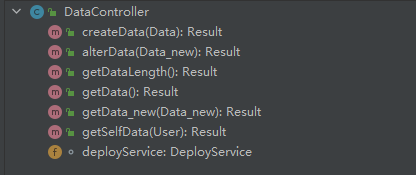 DataController
createData(Data): Result
alterData(Data_new): Result
getDataLength(): Result
getData(): Result
getData_new(Data_new): Result
getSelfData(User): Result
deployService: DeployService